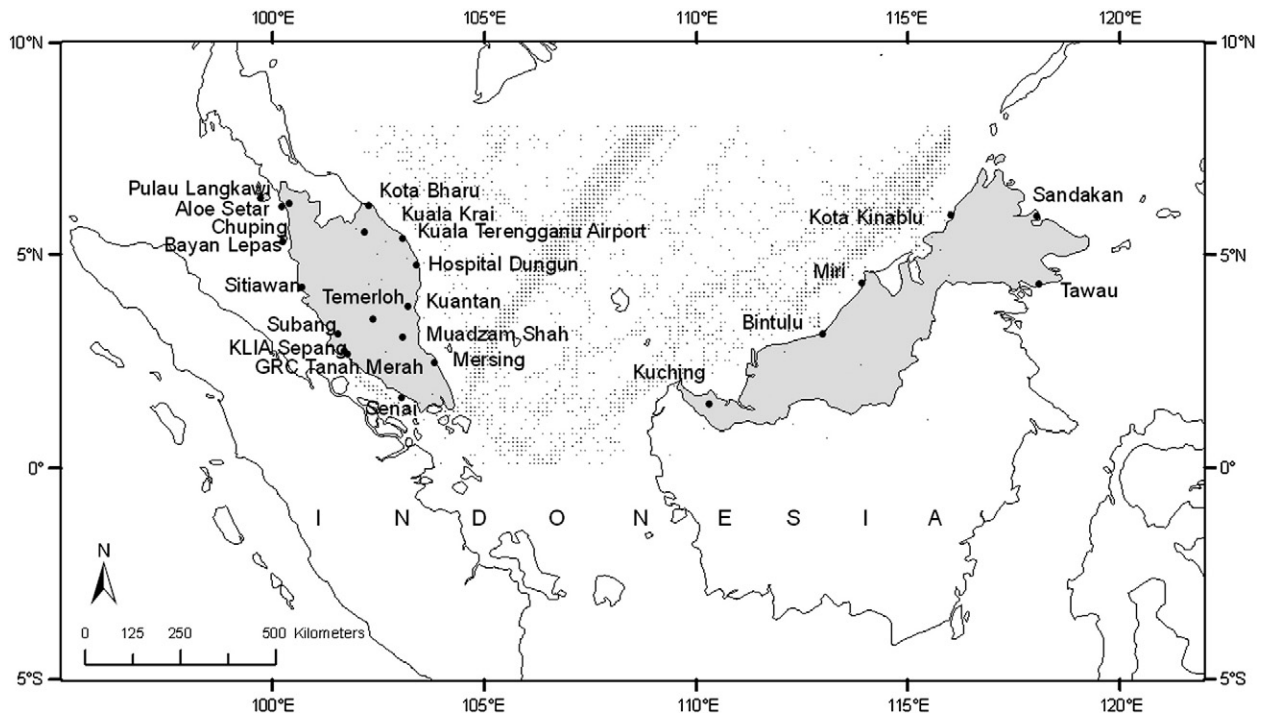 100°E 105°E 110°E 115°E 120°E
10°N 10°N
Pulau Langkawi
Kota Bharu
Sandakan
Aloe Setar
Kuala Krai
Kota Kinablu
Chuping
Kuala Terengganu Airport
Bayan Lepas
5°N 5°N
Hospital Dungun
Miri
Sitiawan
Tawau
Temerloh
Kuantan
Subang
Muadzam Shah
Bintulu
KLIA Sepang
Mersing
GRC Tanah Merah
Kuching
Senai
0° 0°
I N D O N E S I A
N
0 125 250 500 Kilometers
5°S 5°S
100°E 105°E 110°E 115°E 120°E